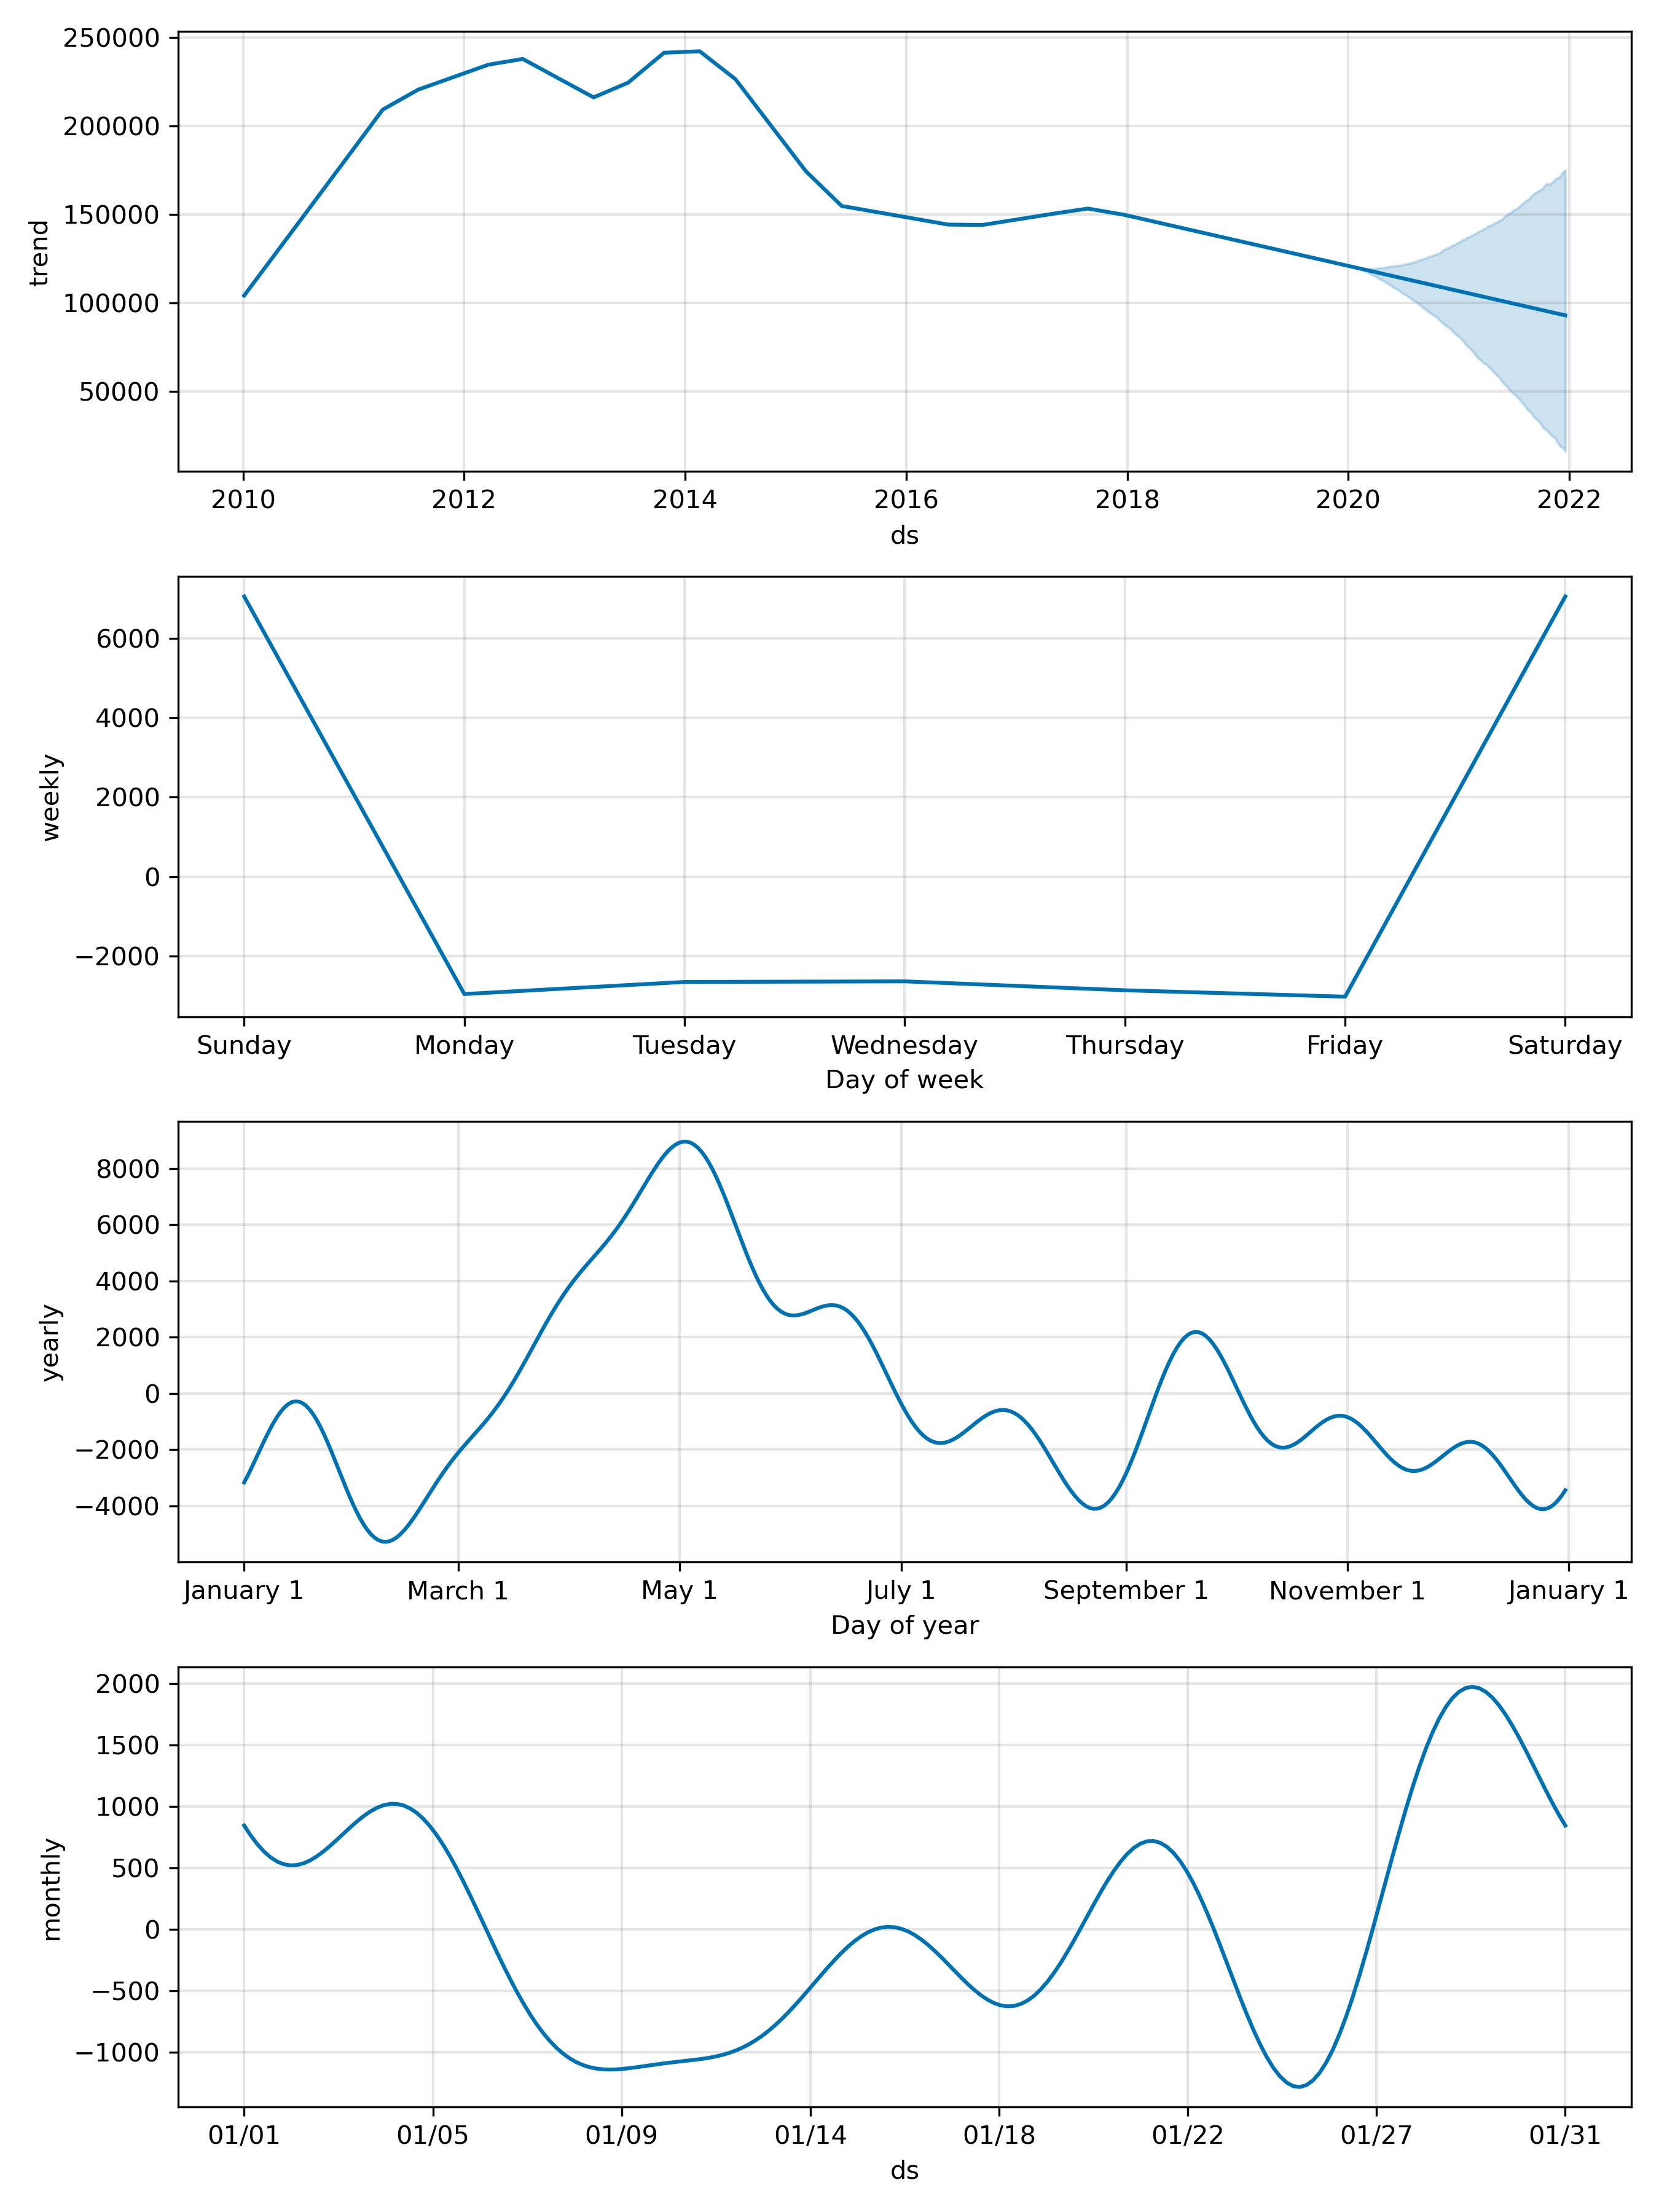 250000
200000
150000
100000
50000
trend
2010 2012 2014 2016 2018 2020 2022
ds
6000
4000
2000
0
−2000
weekly
Sunday Monday Tuesday Wednesday Thursday Friday Saturday
Day of week
8000
6000
4000
2000
0
−2000
−4000
yearly
January 1 March 1 May 1 July 1 September 1 November 1 January 1
Day of year
2000
1500
1000
500
0
−500
−1000
monthly
01/01 01/05 01/09 01/14 01/18 01/22 01/27 01/31
ds